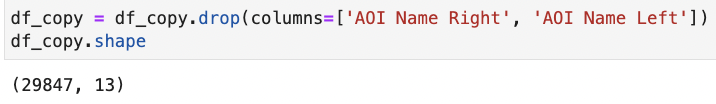 df_copy = df_copy.drop(columns=['AOI Name Right', 'AOI Name Left'])
df_copy.shape
(29847, 13)